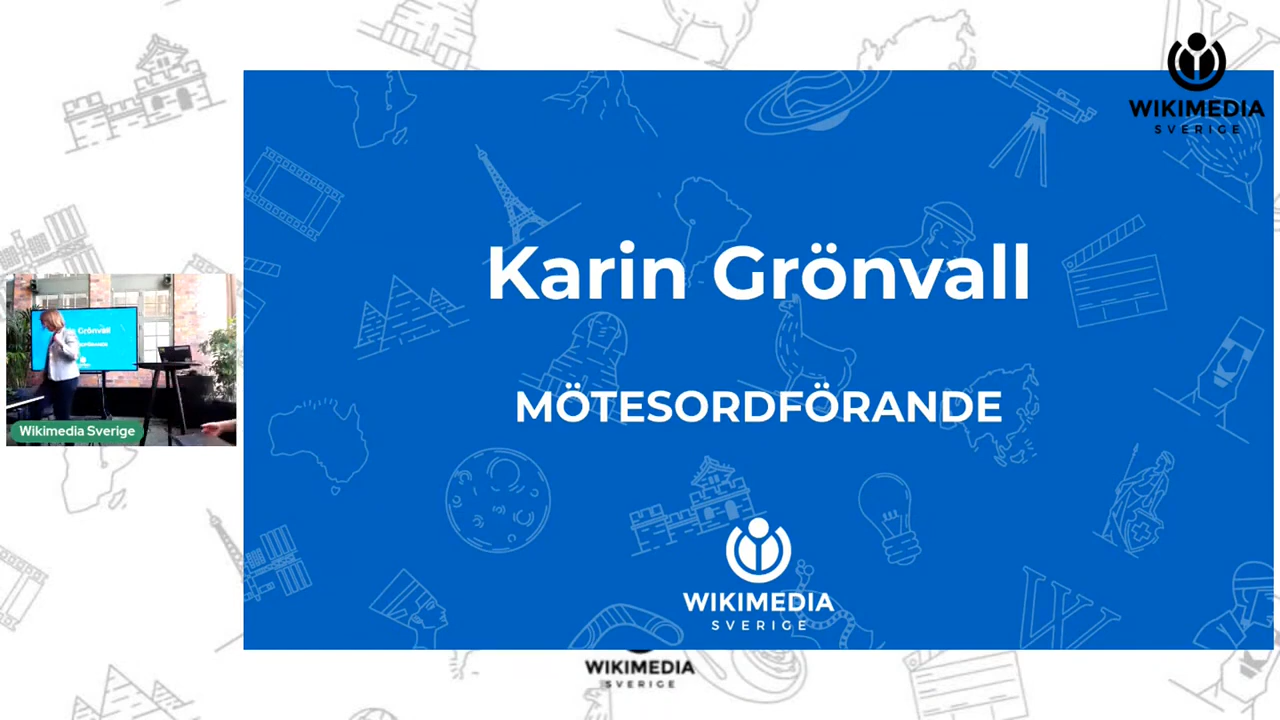 WIKIMEDIA
SVERIGE
Karin Grönvall
MÖTESORDFÖRANDE
Wikimedia Sverige
WIKIMEDIA
SVERIGE
WIKIMEDIA
SVERIGE